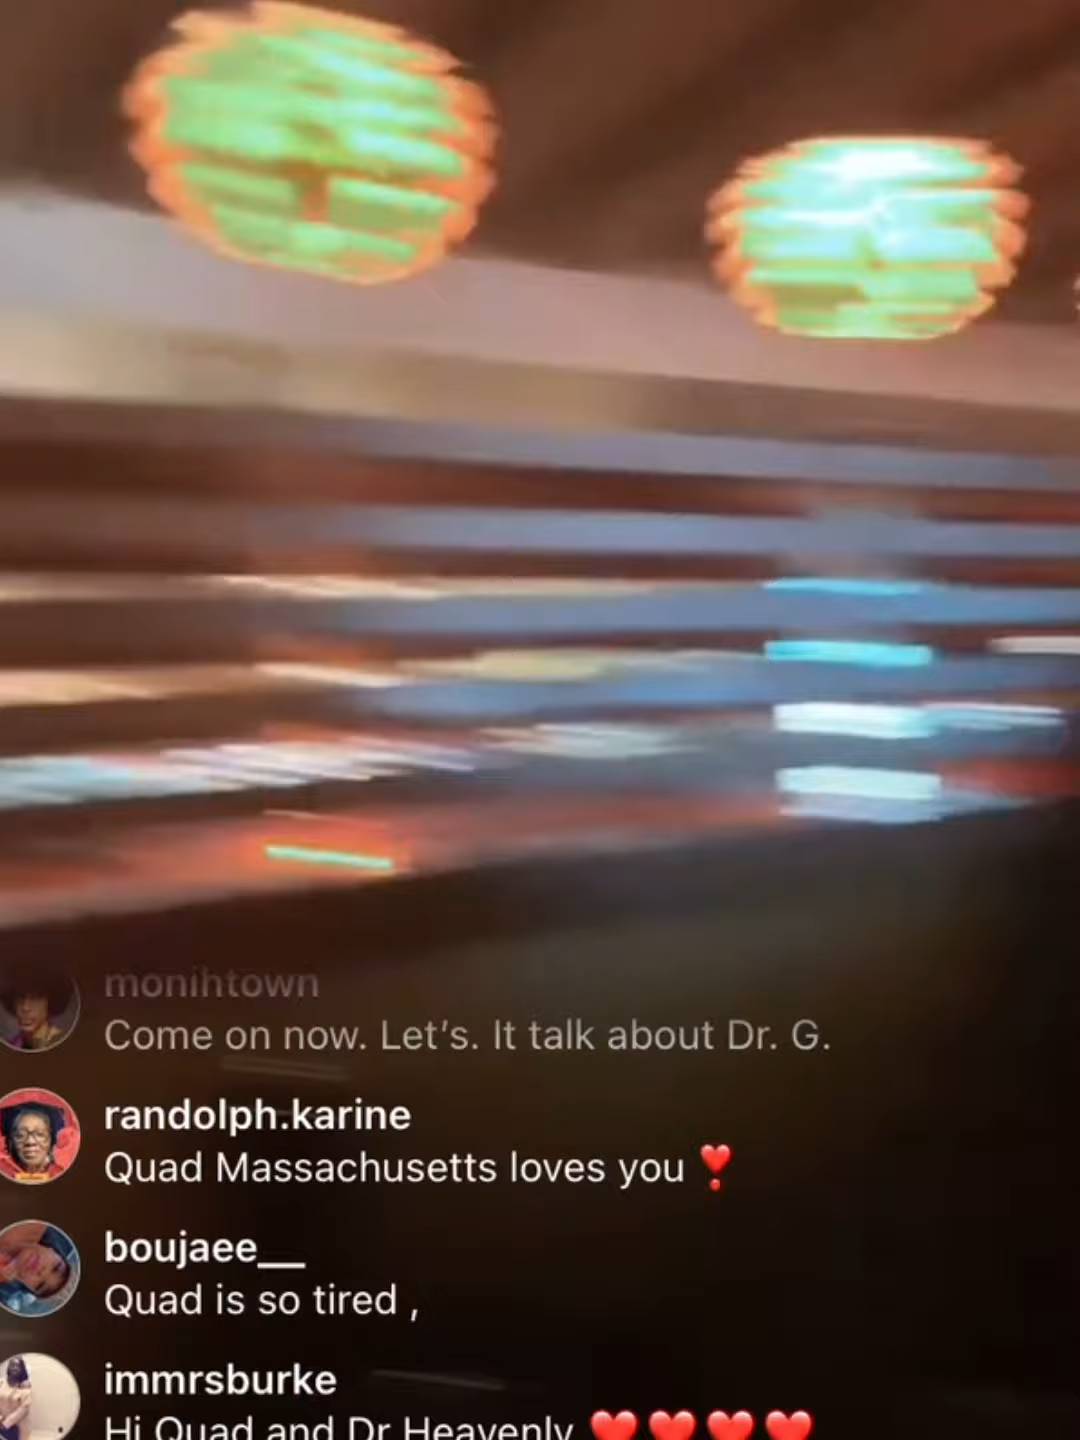 monihtown
Come on now. Let's. It talk about Dr. G.
randolph.karine
Quad Massachusetts loves you ❣️
boujaee__
Quad is so tired ,
immrsburke
Hi Quad and Dr Heavenly ❤️❤️❤️❤️